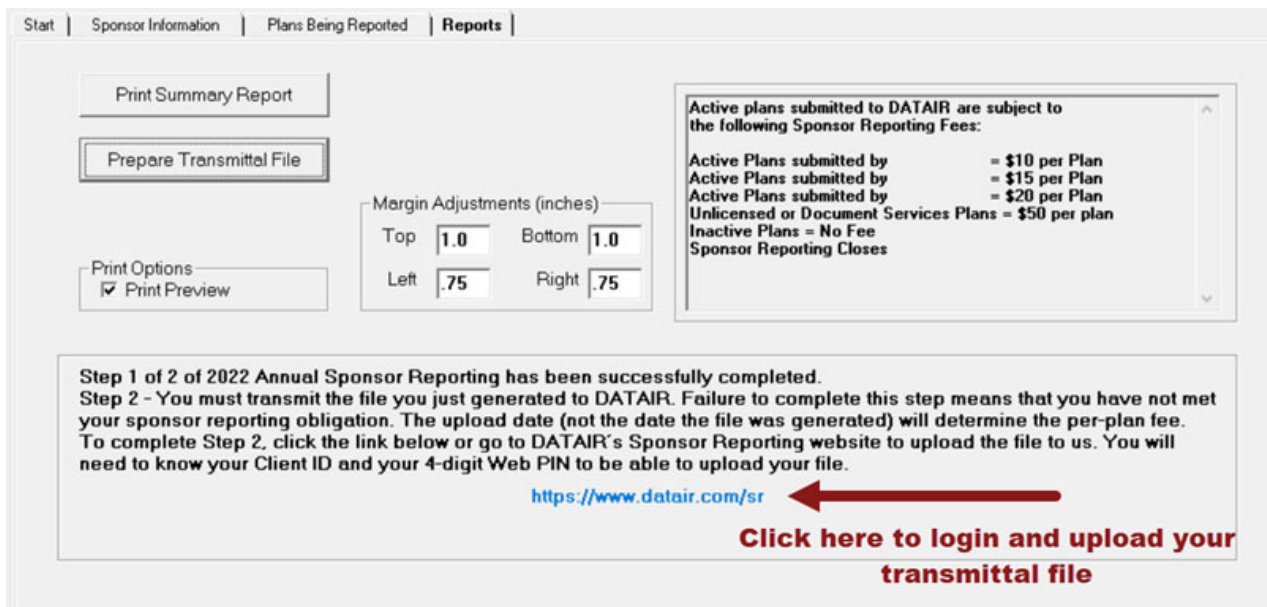 Start | Sponsor Information | Plans Being Reported | Reports |
Print Summary Report
Prepare Transmittal File
Print Options
Print Preview
Margin Adjustments (inches)
Top 1.0 Bottom 1.0
Left .75 Right .75
Active plans submitted to DATAIR are subject to
the following Sponsor Reporting Fees:
Active Plans submitted by = $10 per Plan
Active Plans submitted by = $15 per Plan
Active Plans submitted by = $20 per Plan
Unlicensed or Document Services Plans = $50 per plan
Inactive Plans = No Fee
Sponsor Reporting Closes
Step 1 of 2 of 2022 Annual Sponsor Reporting has been successfully completed.
Step 2 - You must transmit the file you just generated to DATAIR. Failure to complete this step means that you have not met
your sponsor reporting obligation. The upload date (not the date the file was generated) will determine the per-plan fee.
To complete Step 2, click the link below or go to DATAIR's Sponsor Reporting website to upload the file to us. You will
need to know your Client ID and your 4-digit Web PIN to be able to upload your file.
https://www.datair.com/sr
Click here to login and upload your
transmittal file